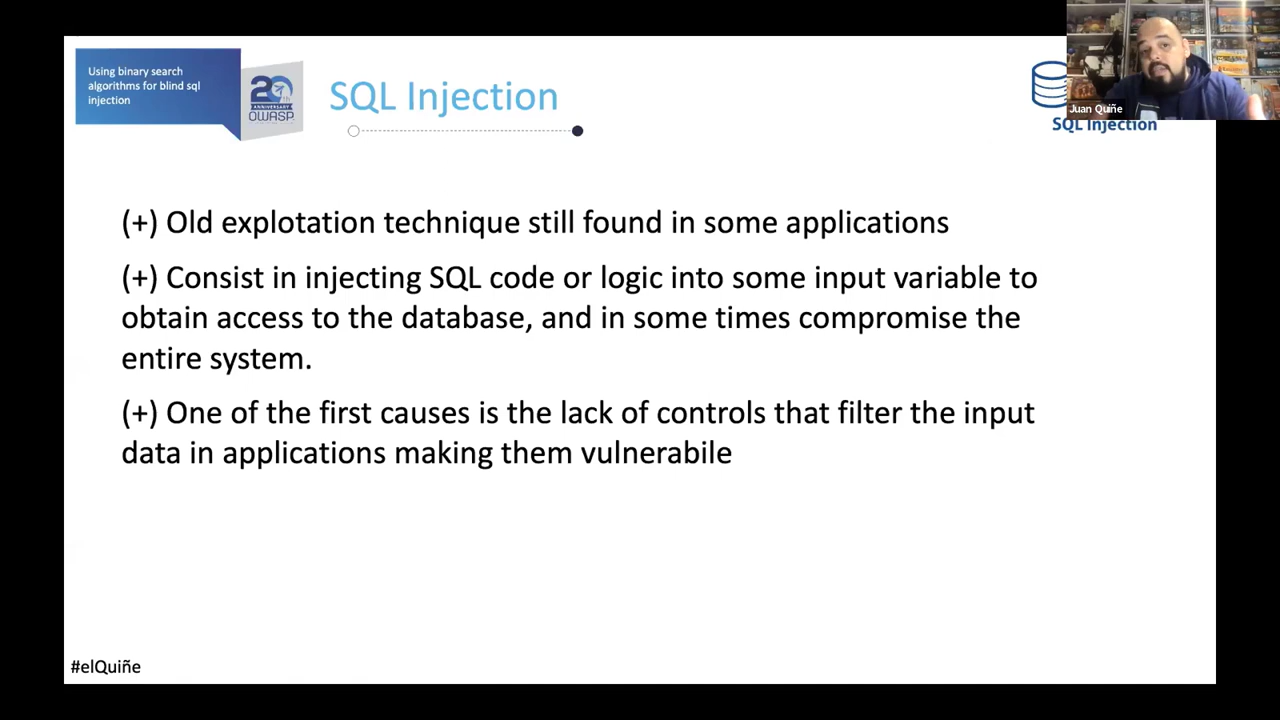 Using binary search
algorithms for blind sql
injection
20th
ANNIVERSARY
OWASP
SQL Injection
Juan Quiñe
SQL Injection
(+) Old explotation technique still found in some applications
(+) Consist in injecting SQL code or logic into some input variable to
obtain access to the database, and in some times compromise the
entire system.
(+) One of the first causes is the lack of controls that filter the input
data in applications making them vulnerabile
#elQuiñe